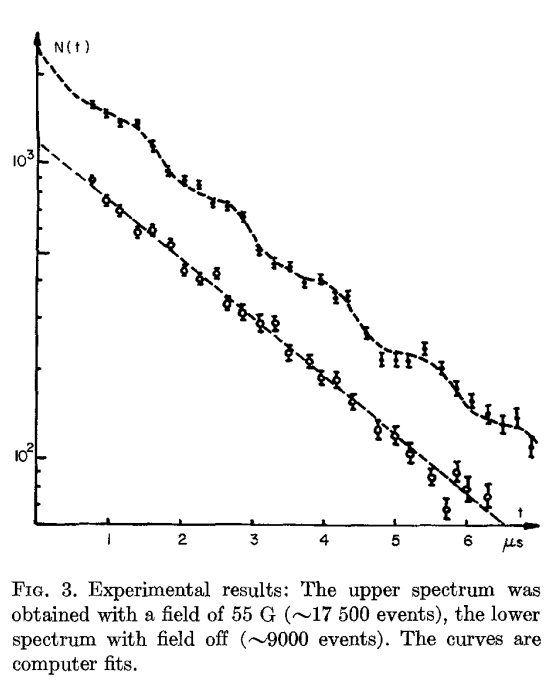 N(t)
10³
10²
1 2 3 4 5 6
t
μs
FIG. 3. Experimental results: The upper spectrum was
obtained with a field of 55 G (∼17 500 events), the lower
spectrum with field off (∼9000 events). The curves are
computer fits.